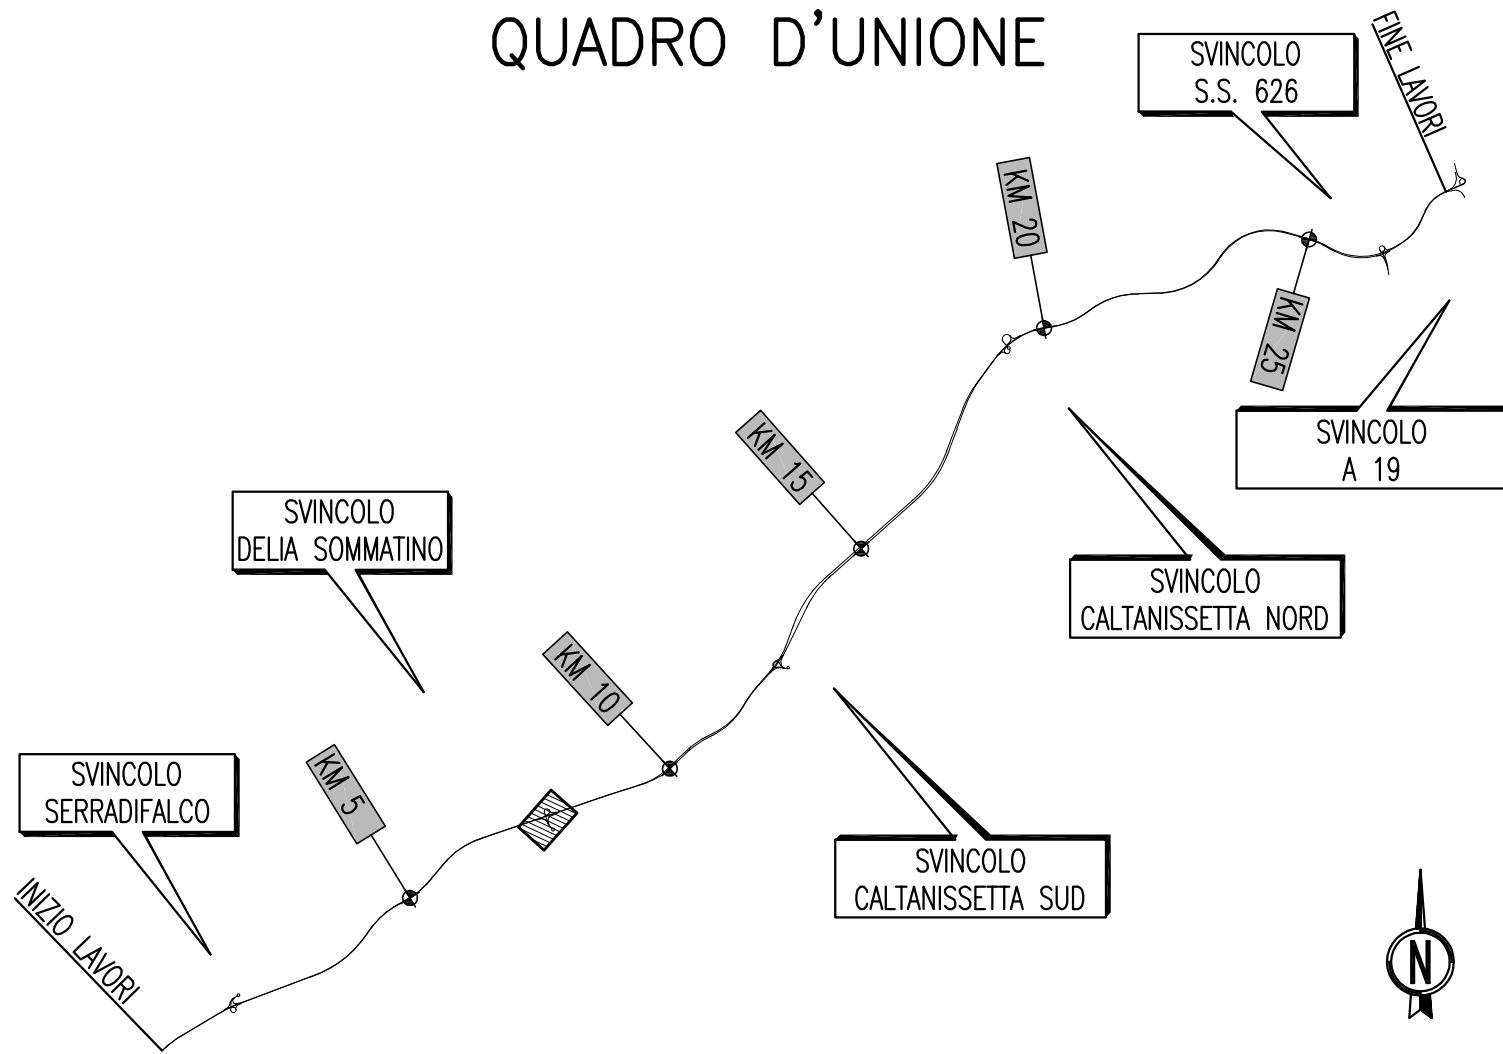 QUADRO D'UNIONE
SVINCOLO
S.S. 626
FINE LAVORI
KM 20
KM 25
SVINCOLO
A 19
KM 15
SVINCOLO
DELIA SOMMATINO
SVINCOLO
CALTANISSETTA NORD
KM 10
KM 5
SVINCOLO
SERRADIFALCO
SVINCOLO
CALTANISSETTA SUD
INIZIO LAVORI
N